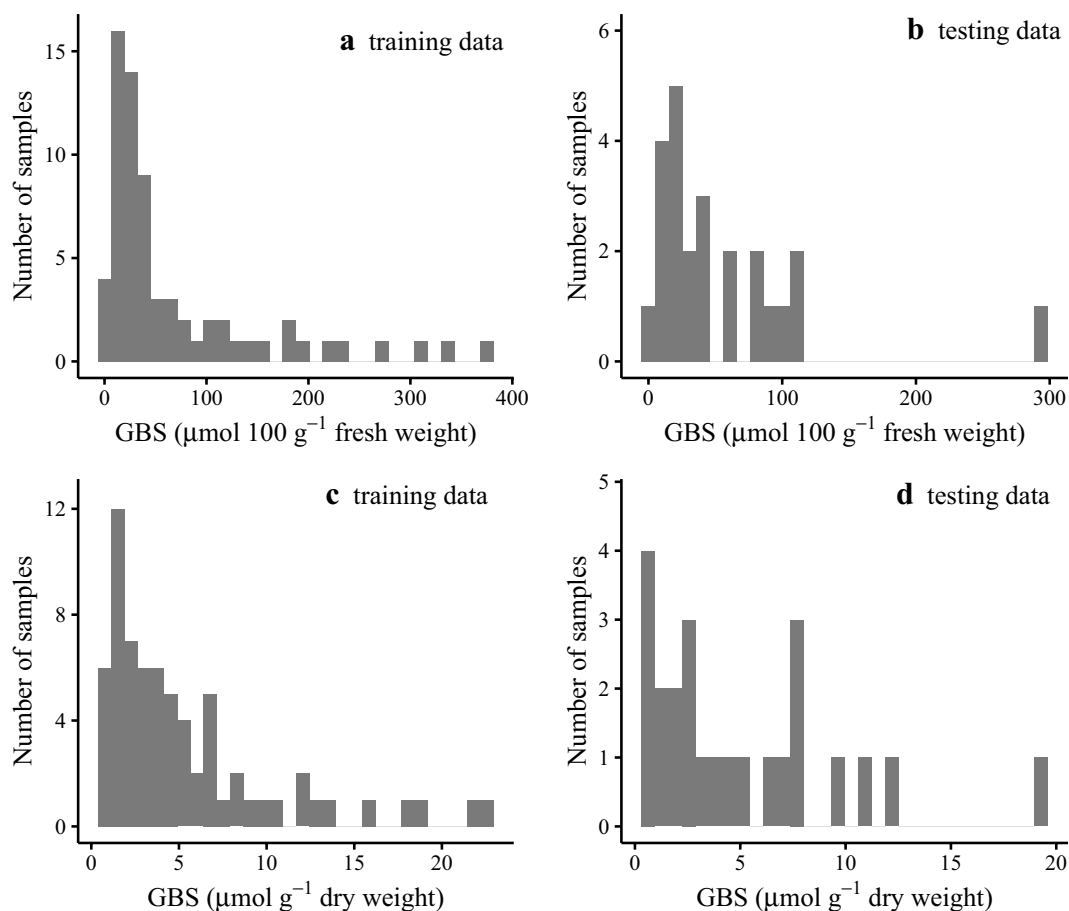 a training data
Number of samples
15
10
5
0
0 100 200 300 400
GBS (μmol 100 g⁻¹ fresh weight)
b testing data
Number of samples
6
4
2
0
0 100 200 300
GBS (μmol 100 g⁻¹ fresh weight)
c training data
Number of samples
12
8
4
0
0 5 10 15 20
GBS (μmol g⁻¹ dry weight)
d testing data
Number of samples
5
4
3
2
1
0
0 5 10 15 20
GBS (μmol g⁻¹ dry weight)